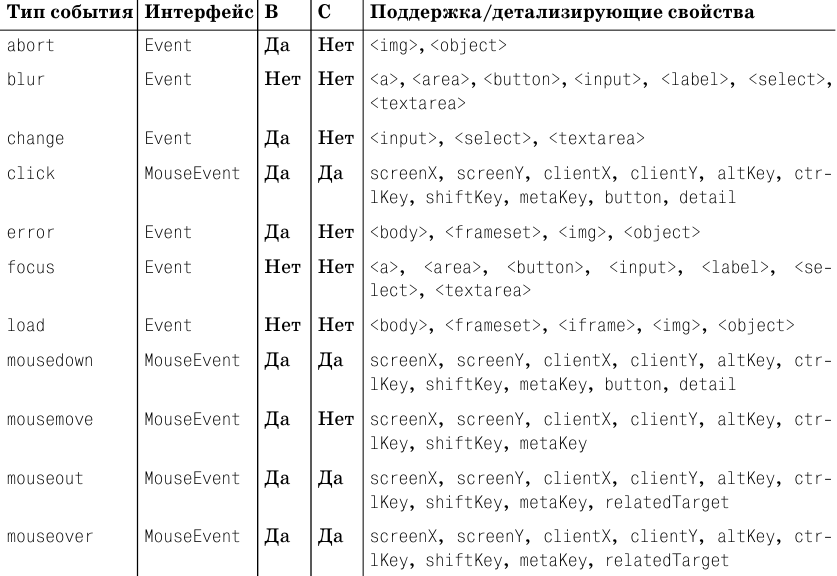 Тип события Интерфейс В С Поддержка/детализирующие свойства
abort Event Да Нет <img>, <object>
blur Event Нет Нет <a>, <area>, <button>, <input>, <label>, <select>,
<textarea>
change Event Да Нет <input>, <select>, <textarea>
click MouseEvent Да Да screenX, screenY, clientX, clientY, altKey, ctr-
lKey, shiftKey, metaKey, button, detail
error Event Да Нет <body>, <frameset>, <img>, <object>
focus Event Нет Нет <a>, <area>, <button>, <input>, <label>, <se-
lect>, <textarea>
load Event Нет Нет <body>, <frameset>, <iframe>, <img>, <object>
mousedown MouseEvent Да Да screenX, screenY, clientX, clientY, altKey, ctr-
lKey, shiftKey, metaKey, button, detail
mousemove MouseEvent Да Нет screenX, screenY, clientX, clientY, altKey, ctr-
lKey, shiftKey, metaKey
mouseout MouseEvent Да Да screenX, screenY, clientX, clientY, altKey, ctr-
lKey, shiftKey, metaKey, relatedTarget
mouseover MouseEvent Да Да screenX, screenY, clientX, clientY, altKey, ctr-
lKey, shiftKey, metaKey, relatedTarget